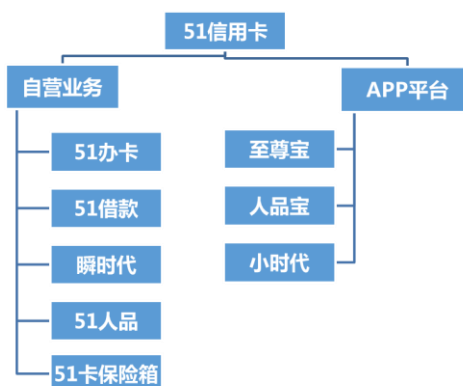 51信用卡
自营业务
51办卡
51借款
瞬时代
51人品
51卡保险箱
APP平台
至尊宝
人品宝
小时代